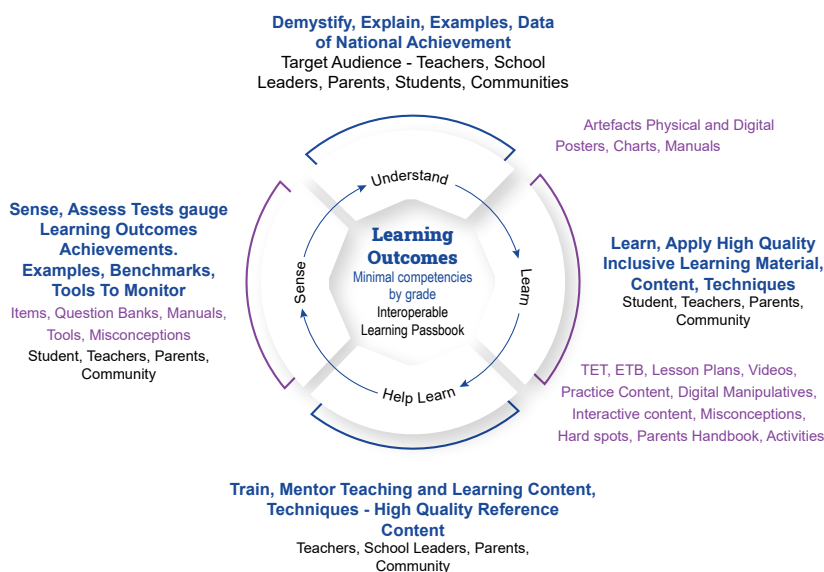 Demystify, Explain, Examples, Data
of National Achievement
Target Audience - Teachers, School
Leaders, Parents, Students, Communities
Artefacts Physical and Digital
Posters, Charts, Manuals
Understand
Sense, Assess Tests gauge
Learning Outcomes
Achievements.
Examples, Benchmarks,
Tools To Monitor
Items, Question Banks, Manuals,
Tools, Misconceptions
Student, Teachers, Parents,
Community
Sense
Learning
Outcomes
Minimal competencies
by grade
Interoperable
Learning Passbook
Learn
Learn, Apply High Quality
Inclusive Learning Material,
Content, Techniques
Student, Teachers, Parents,
Community
TET, ETB, Lesson Plans, Videos,
Practice Content, Digital Manipulatives,
Interactive content, Misconceptions,
Hard spots, Parents Handbook, Activities
Help Learn
Train, Mentor Teaching and Learning Content,
Techniques - High Quality Reference
Content
Teachers, School Leaders, Parents,
Community